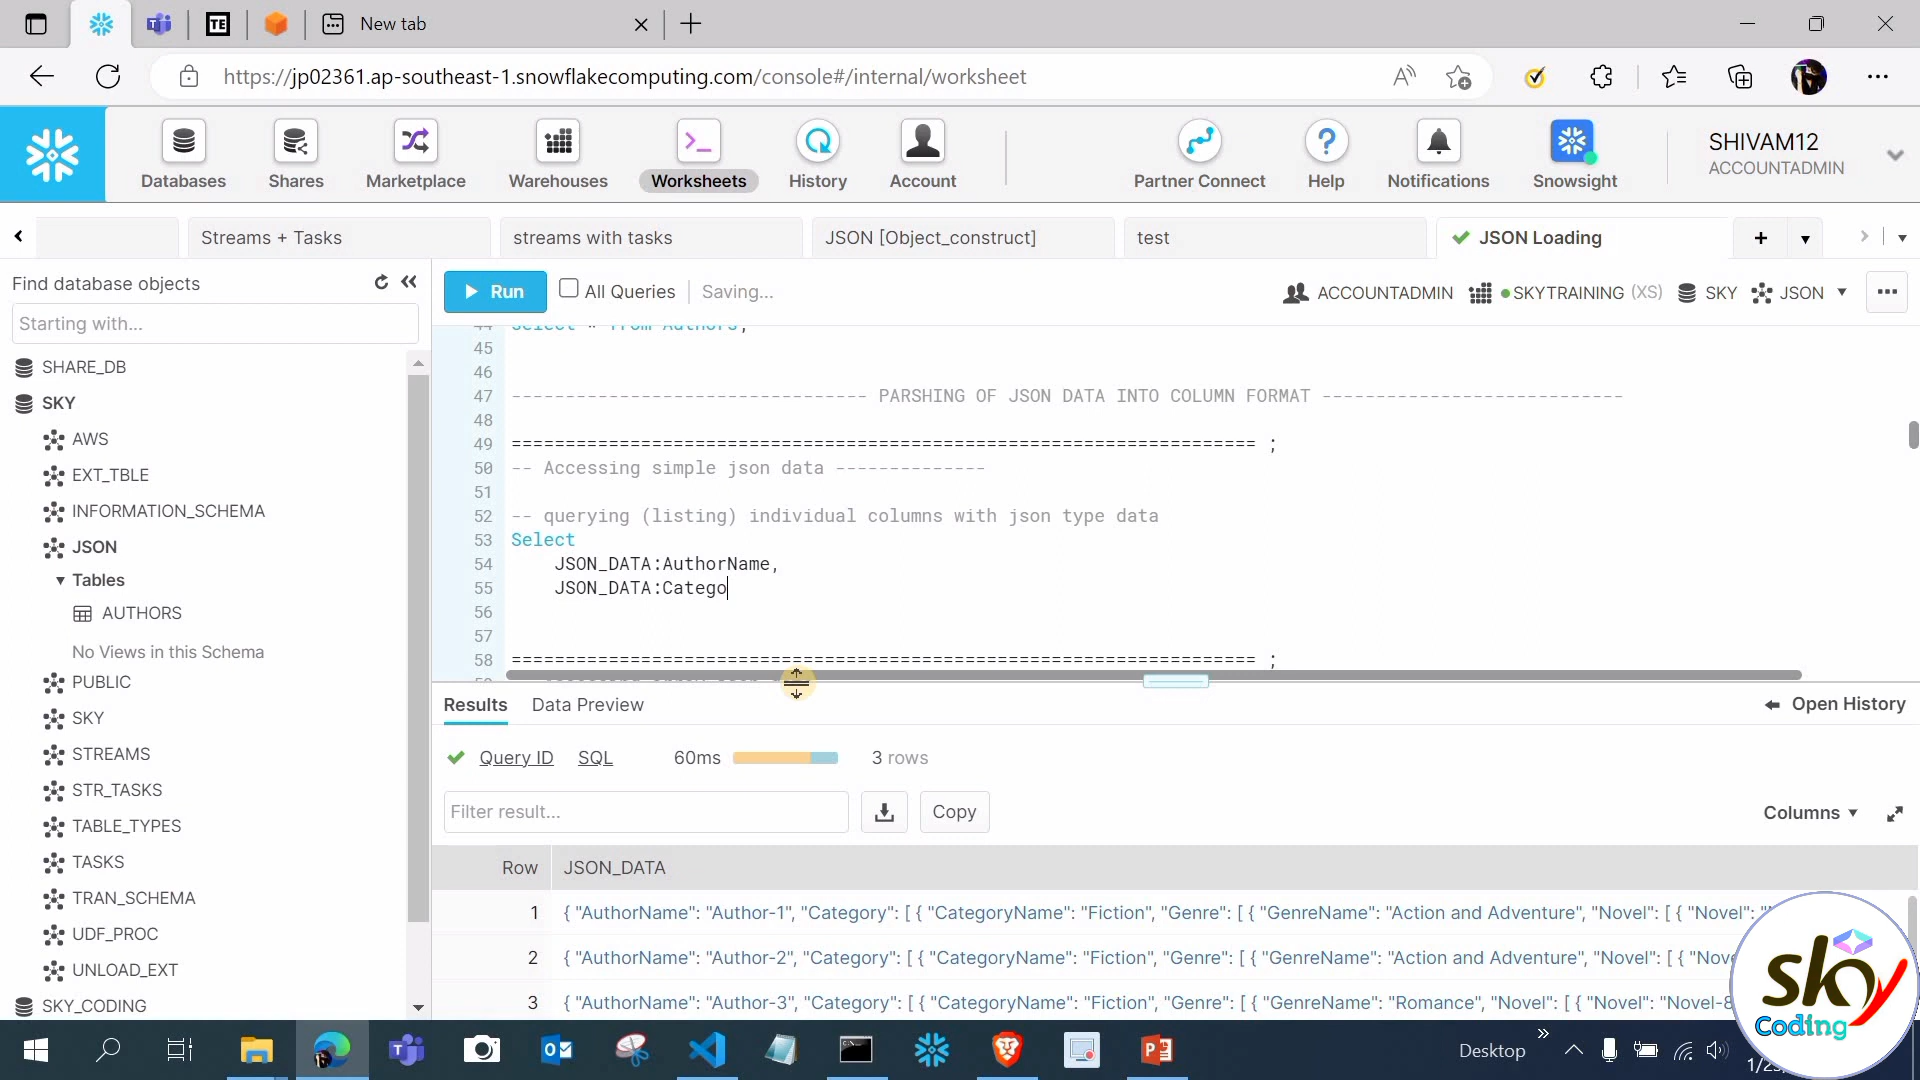 TE
New tab
https://jp02361.ap-southeast-1.snowflakecomputing.com/console#/internal/worksheet
Databases
Shares
Marketplace
Warehouses
Worksheets
History
Account
Partner Connect
Help
Notifications
Snowsight
SHIVAM12
ACCOUNTADMIN
Streams + Tasks
streams with tasks
JSON [Object_construct]
test
JSON Loading
Find database objects
Starting with...
SHARE_DB
SKY
AWS
EXT_TBLE
INFORMATION_SCHEMA
JSON
Tables
AUTHORS
No Views in this Schema
PUBLIC
SKY
STREAMS
STR_TASKS
TABLE_TYPES
TASKS
TRAN_SCHEMA
UDF_PROC
UNLOAD_EXT
SKY_CODING
Run
All Queries
Saving...
ACCOUNTADMIN
SKYTRAINING (XS)
SKY
JSON
44 Select * from Authors;
45
46
47 --------------------------------- PARSHING OF JSON DATA INTO COLUMN FORMAT ----------------------------
48
49 ===================================================================== ;
50 -- Accessing simple json data --------------
51
52 -- querying (listing) individual columns with json type data
53 Select
54 JSON_DATA:AuthorName,
55 JSON_DATA:Catego
56
57
58 ===================================================================== ;
Results
Data Preview
Open History
Query ID
SQL
60ms
3 rows
Filter result...
Copy
Columns
Row JSON_DATA
1 { "AuthorName": "Author-1", "Category": [ { "CategoryName": "Fiction", "Genre": [ { "GenreName": "Action and Adventure", "Novel": [ { "Novel":
2 { "AuthorName": "Author-2", "Category": [ { "CategoryName": "Fiction", "Genre": [ { "GenreName": "Action and Adventure", "Novel": [ { "Nove
3 { "AuthorName": "Author-3", "Category": [ { "CategoryName": "Fiction", "Genre": [ { "GenreName": "Romance", "Novel": [ { "Novel": "Novel-8
sky
Coding
Desktop